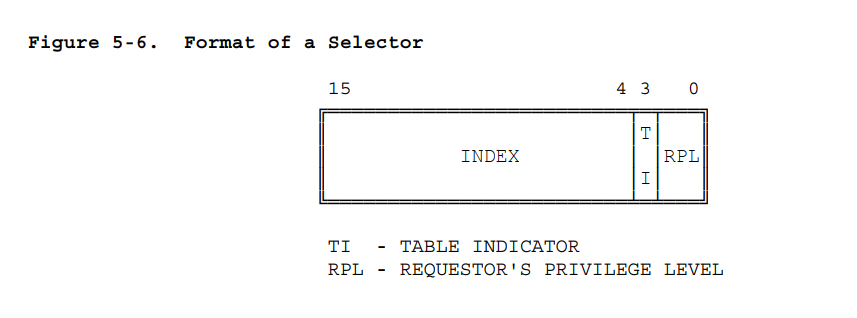 Figure 5-6.  Format of a Selector
15 4 3 0
T
INDEX RPL
I
TI  - TABLE INDICATOR
RPL - REQUESTOR'S PRIVILEGE LEVEL